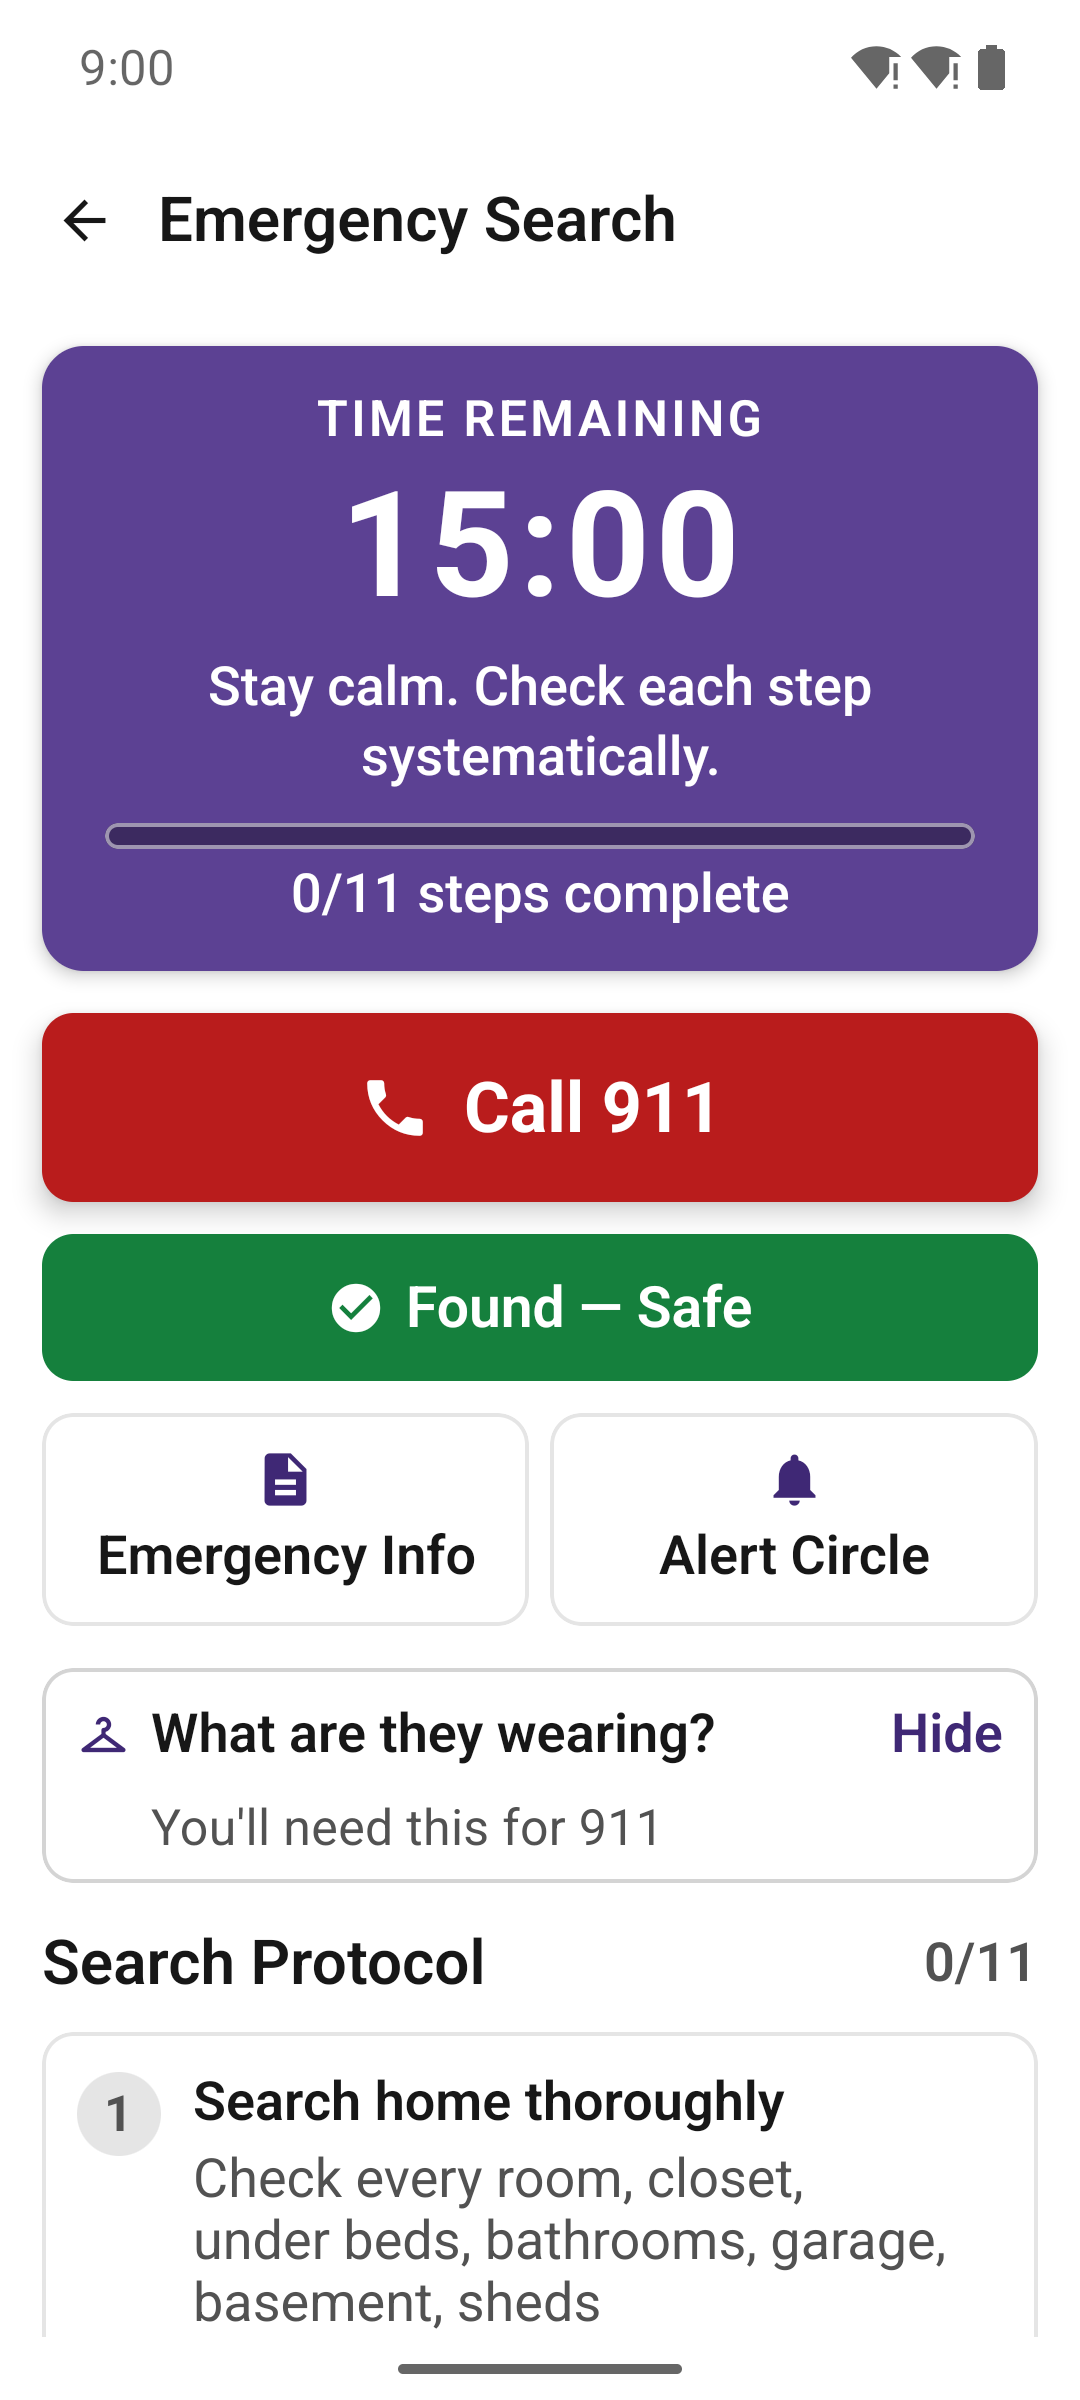 9:00
Emergency Search
TIME REMAINING
15:00
Stay calm. Check each step
systematically.
0/11 steps complete
Call 911
Found — Safe
Emergency Info
Alert Circle
What are they wearing?
Hide
You'll need this for 911
Search Protocol
0/11
1
Search home thoroughly
Check every room, closet,
under beds, bathrooms, garage,
basement, sheds